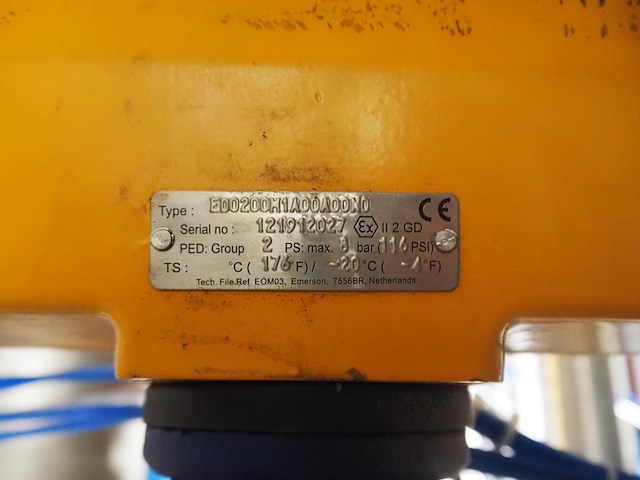 Type : ED0200M1A00A00N0 CE
Serial no : 121912027 Ex II 2 GD
PED: Group 2 PS: max. 8 bar (116 PSI)
TS : °C ( 176°F) / -20°C ( -4°F)
Tech. File.Ref. EOM03, Emerson, 7556BR, Netherlands